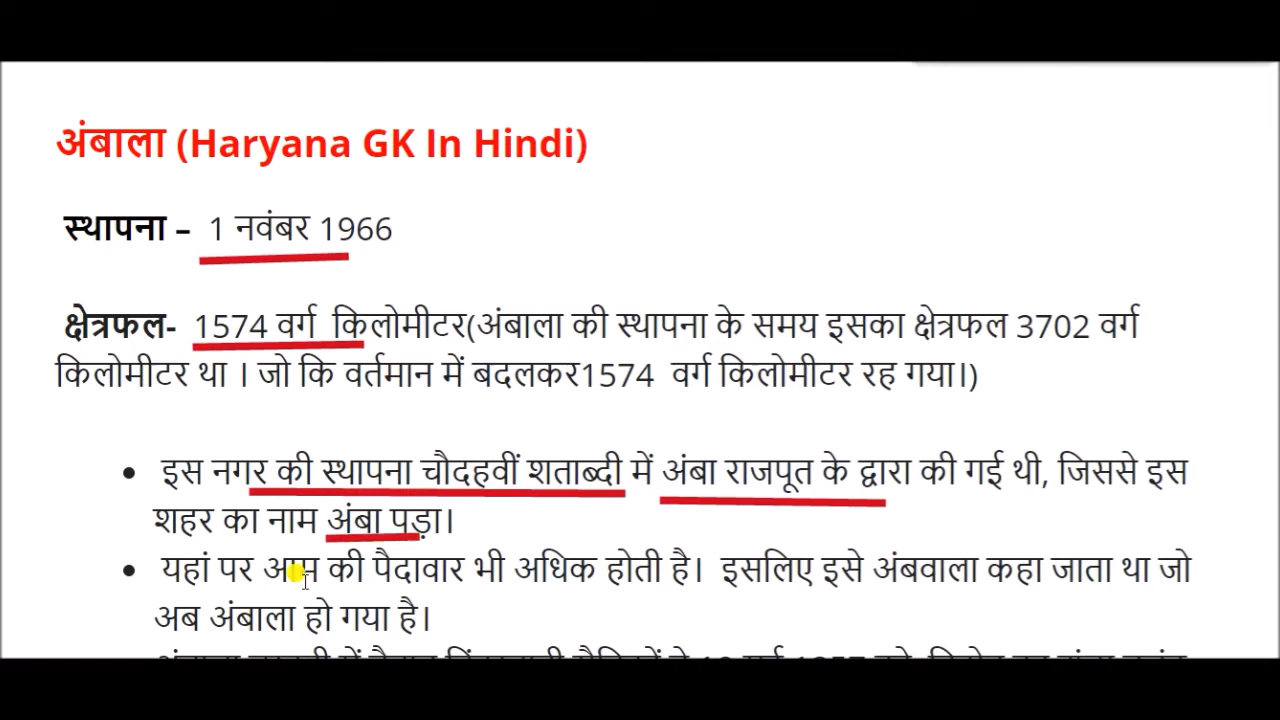 अंबाला (Haryana GK In Hindi)
स्थापना – 1 नवंबर 1966
क्षेत्रफल- 1574 वर्ग किलोमीटर(अंबाला की स्थापना के समय इसका क्षेत्रफल 3702 वर्ग
किलोमीटर था । जो कि वर्तमान में बदलकर1574 वर्ग किलोमीटर रह गया।)
• इस नगर की स्थापना चौदहवीं शताब्दी में अंबा राजपूत के द्वारा की गई थी, जिससे इस
शहर का नाम अंबा पड़ा।
• यहां पर आम की पैदावार भी अधिक होती है। इसलिए इसे अंबवाला कहा जाता था जो
अब अंबाला हो गया है।